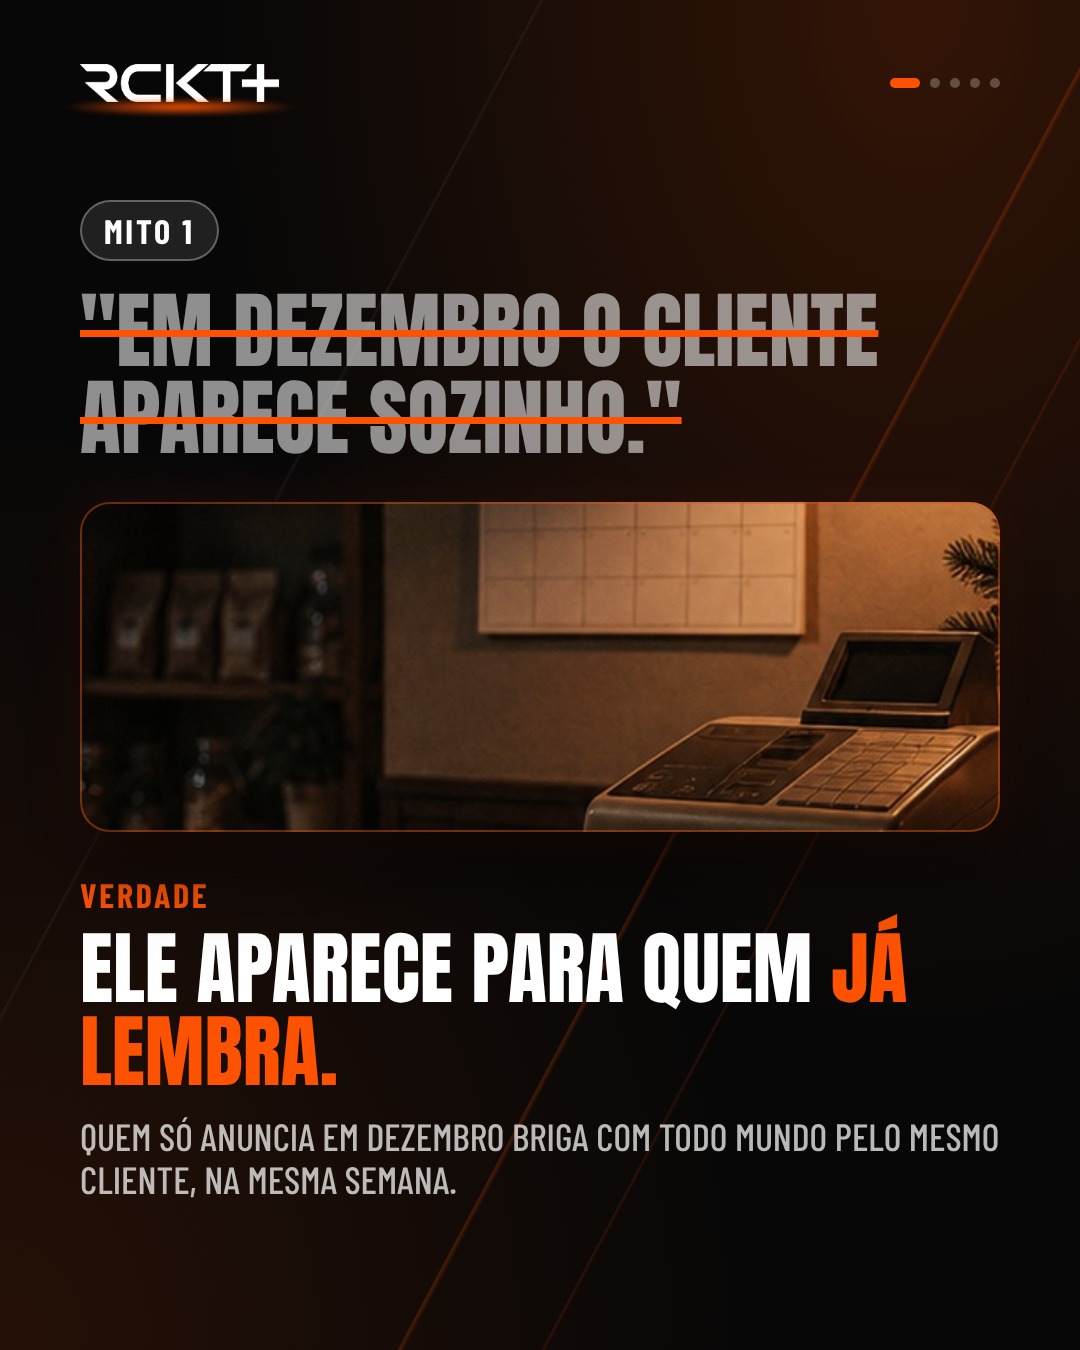 RCKT+
MITO 1
"EM DEZEMBRO O CLIENTE
APARECE SOZINHO."
VERDADE
ELE APARECE PARA QUEM JÁ
LEMBRA.
QUEM SÓ ANUNCIA EM DEZEMBRO BRIGA COM TODO MUNDO PELO MESMO
CLIENTE, NA MESMA SEMANA.